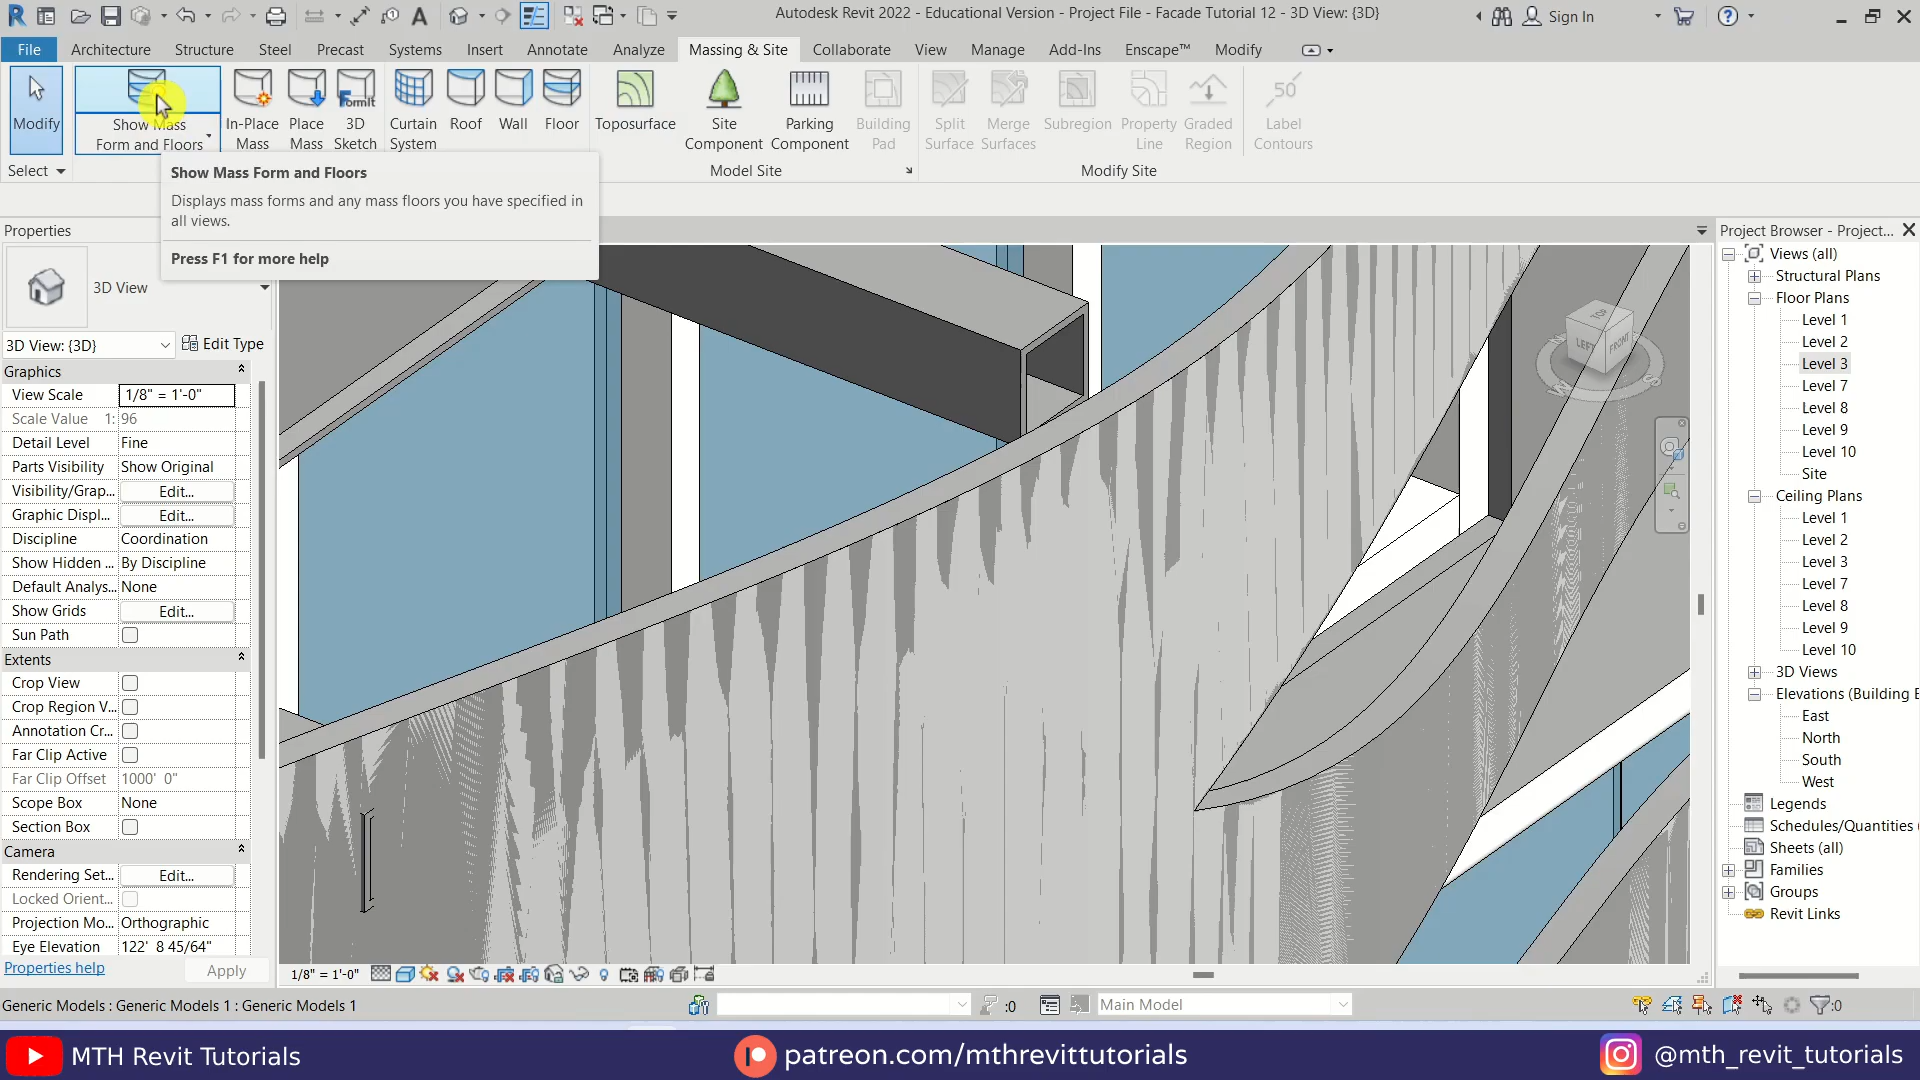 Autodesk Revit 2022 - Educational Version - Project File - Facade Tutorial 12 - 3D View: {3D}
Sign In
File Architecture Structure Steel Precast Systems Insert Annotate Analyze Massing & Site Collaborate View Manage Add-Ins Enscape™ Modify
Modify
Show Mass
Form and Floors
In-Place
Mass
Place
Mass
FormIt
3D
Sketch
Curtain
System
Roof
Wall
Floor
Toposurface
Site
Component
Parking
Component
Building
Pad
Split
Surface
Merge
Surfaces
Subregion
Property
Line
Graded
Region
50
Label
Contours
Select
Model Site
Modify Site
Show Mass Form and Floors
Displays mass forms and any mass floors you have specified in
all views.
Press F1 for more help
Properties
3D View
3D View: {3D}
Edit Type
Graphics
View Scale 1/8" = 1'-0"
Scale Value 1: 96
Detail Level Fine
Parts Visibility Show Original
Visibility/Grap... Edit...
Graphic Displ... Edit...
Discipline Coordination
Show Hidden ... By Discipline
Default Analys... None
Show Grids Edit...
Sun Path
Extents
Crop View
Crop Region V...
Annotation Cr...
Far Clip Active
Far Clip Offset 1000' 0"
Scope Box None
Section Box
Camera
Rendering Set... Edit...
Locked Orient...
Projection Mo... Orthographic
Eye Elevation 122' 8 45/64"
Properties help
Apply
TOP
LEFT
FRONT
W
S
Project Browser - Project...
Views (all)
Structural Plans
Floor Plans
Level 1
Level 2
Level 3
Level 7
Level 8
Level 9
Level 10
Site
Ceiling Plans
Level 1
Level 2
Level 3
Level 7
Level 8
Level 9
Level 10
3D Views
Elevations (Building E
East
North
South
West
Legends
Schedules/Quantities
Sheets (all)
Families
Groups
Revit Links
1/8" = 1'-0"
Generic Models : Generic Models 1 : Generic Models 1
:0
Main Model
:0
MTH Revit Tutorials
patreon.com/mthrevittutorials
@mth_revit_tutorials